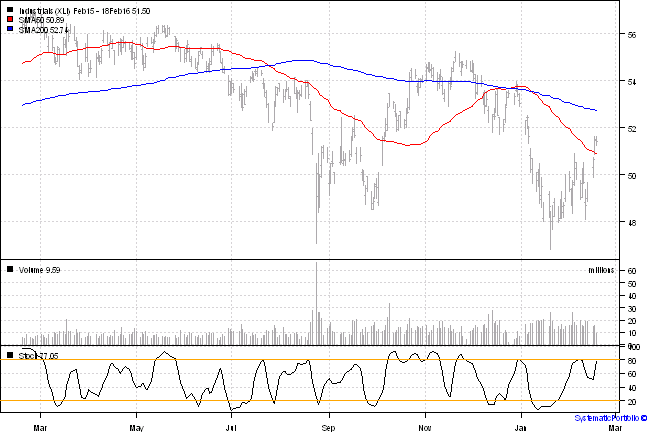 Industrials (XLI) Feb15 - 18Feb16 51.50
SMA50 50.89
SMA200 52.74
56
54
52
50
48
Volume 9.59
millions
60
50
40
30
20
10
0
Stoch 77.05
100
80
60
40
20
Mar
May
Jul
Sep
Nov
Jan
Mar
SystematicPortfolio ©